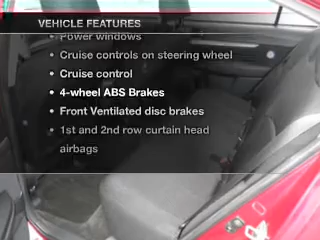 VEHICLE FEATURES
• Power windows
• Cruise controls on steering wheel
• Cruise control
• 4-wheel ABS Brakes
• Front Ventilated disc brakes
• 1st and 2nd row curtain head
airbags